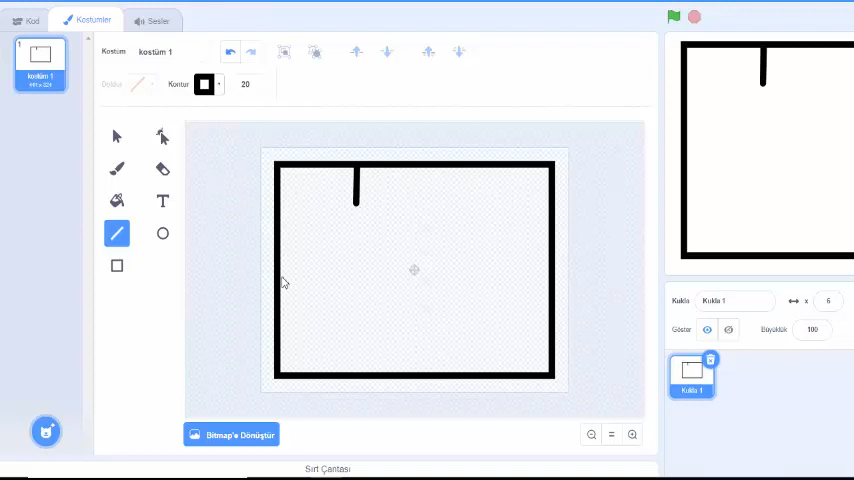 Kod
Kostümler
Sesler
1
kostüm 1
Kostüm
kostüm 1
Kontur
20
Kukla
Kukla 1
x
6
Göster
Büyüklük
100
Kukla 1
Bitmap'e Dönüştür
Sırt Çantası